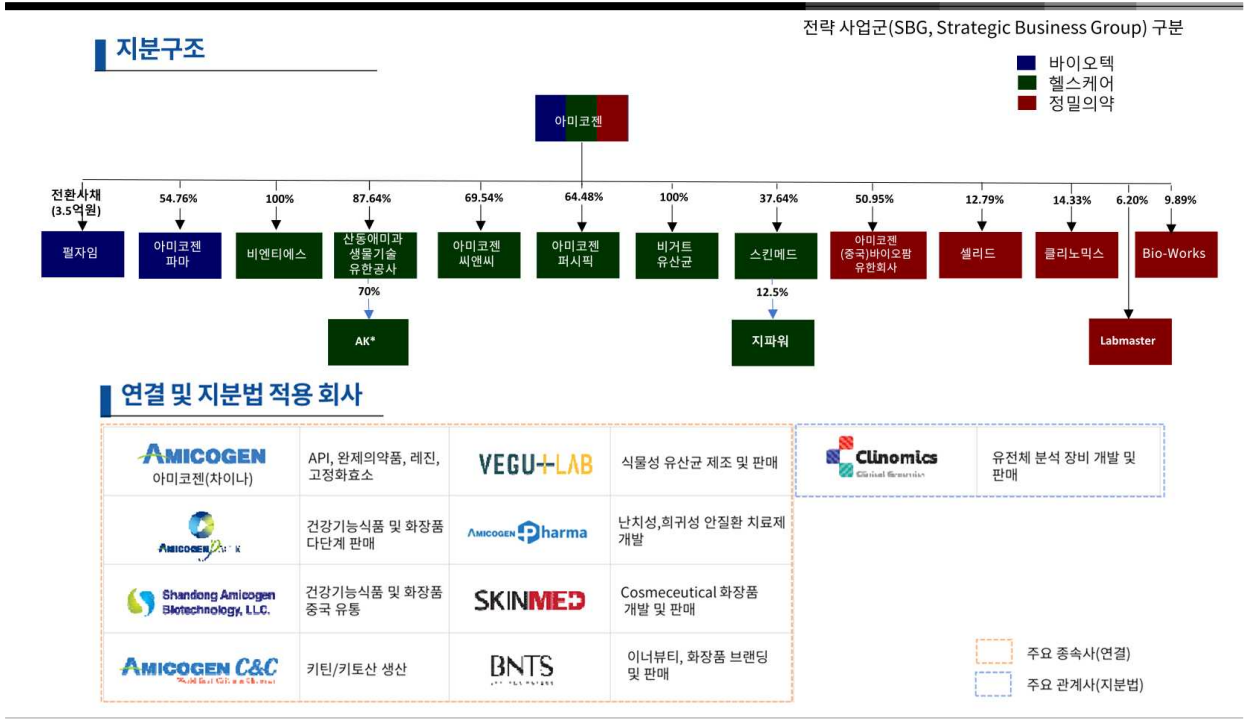 전략 사업군(SBG, Strategic Business Group) 구분
지분구조
바이오텍
헬스케어
정밀의약
아미코젠
전환사채
(3.5억원)
54.76%
100%
87.64%
69.54%
64.48%
100%
37.64%
50.95%
12.79%
14.33%
6.20%
9.89%
펄자임
아미코젠
파마
비엔티에스
산동애미과
생물기술
유한공사
아미코젠
씨앤씨
아미코젠
퍼시픽
비거트
유산균
스킨메드
아미코젠
(중국)바이오팜
유한회사
셀리드
클리노믹스
Bio-Works
70%
12.5%
AK*
지파워
Labmaster
연결 및 지분법 적용 회사
AMICOGEN
아미코젠(차이나)
API, 완제의약품, 레진,
고정화효소
VEGU+LAB
식물성 유산균 제조 및 판매
Clinomics
Clinical Genomics
유전체 분석 장비 개발 및
판매
AMICOGEN
건강기능식품 및 화장품
다단계 판매
AMICOGEN Pharma
난치성,희귀성 안질환 치료제
개발
Shandong Amicogen
Biotechnology, LLC.
건강기능식품 및 화장품
중국 유통
SKINMED
Cosmeceutical 화장품
개발 및 판매
AMICOGEN C&C
키틴/키토산 생산
BNTS
이너뷰티, 화장품 브랜딩
및 판매
주요 종속사(연결)
주요 관계사(지분법)